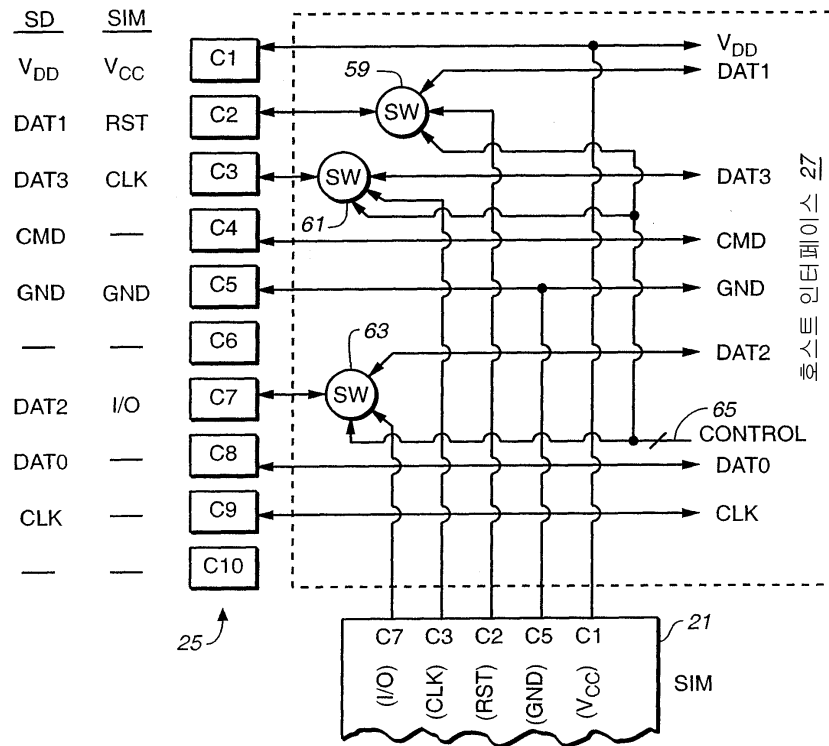 SD SIM
V_DD V_CC C1 V_DD
59 DAT1
DAT1 RST C2 SW
DAT3 CLK C3 SW DAT3
61
CMD — C4 CMD
GND GND C5 GND
— — C6
63 DAT2
DAT2 I/O C7 SW
65
CONTROL
DAT0 — C8 DAT0
CLK — C9 CLK
— — C10
호스트 인터페이스 27
25
21
C7 C3 C2 C5 C1
(I/O) (CLK) (RST) (GND) (V_CC)
SIM